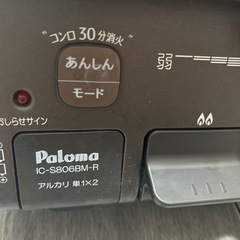 "コンロ30分消火"
あんしん
モード
弱
弱
おしらせサイン
Paloma
IC-S806BM-R
アルカリ 単1×2